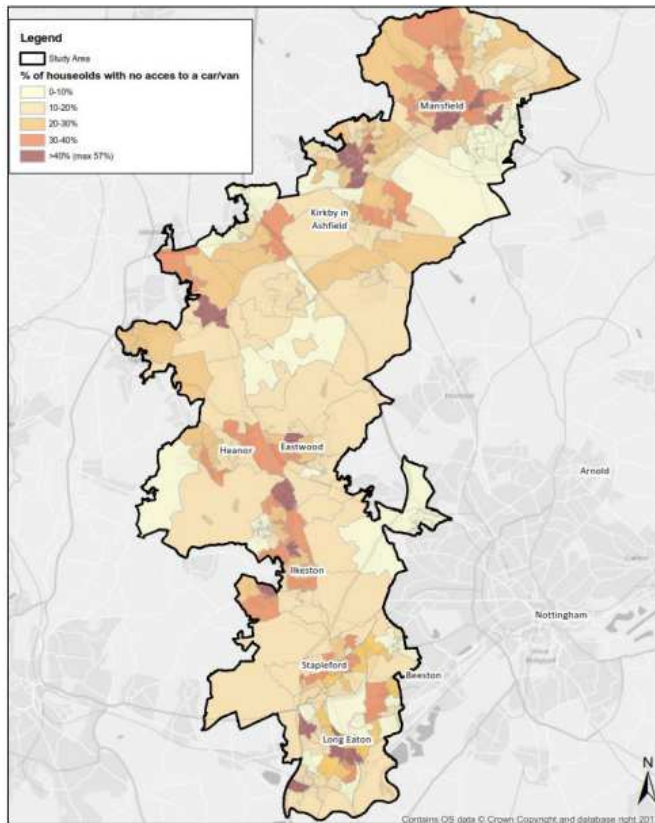 Legend
Study Area
% of houseolds with no acces to a car/van
0-10%
10-20%
20-30%
30-40%
>40% (max 57%)
Mansfield
Kirkby in
Ashfield
Heanor
Eastwood
Arnold
Ilkeston
Nottingham
Stapleford
Beeston
Long Eaton
N
Contains OS data © Crown Copyright and database right 201